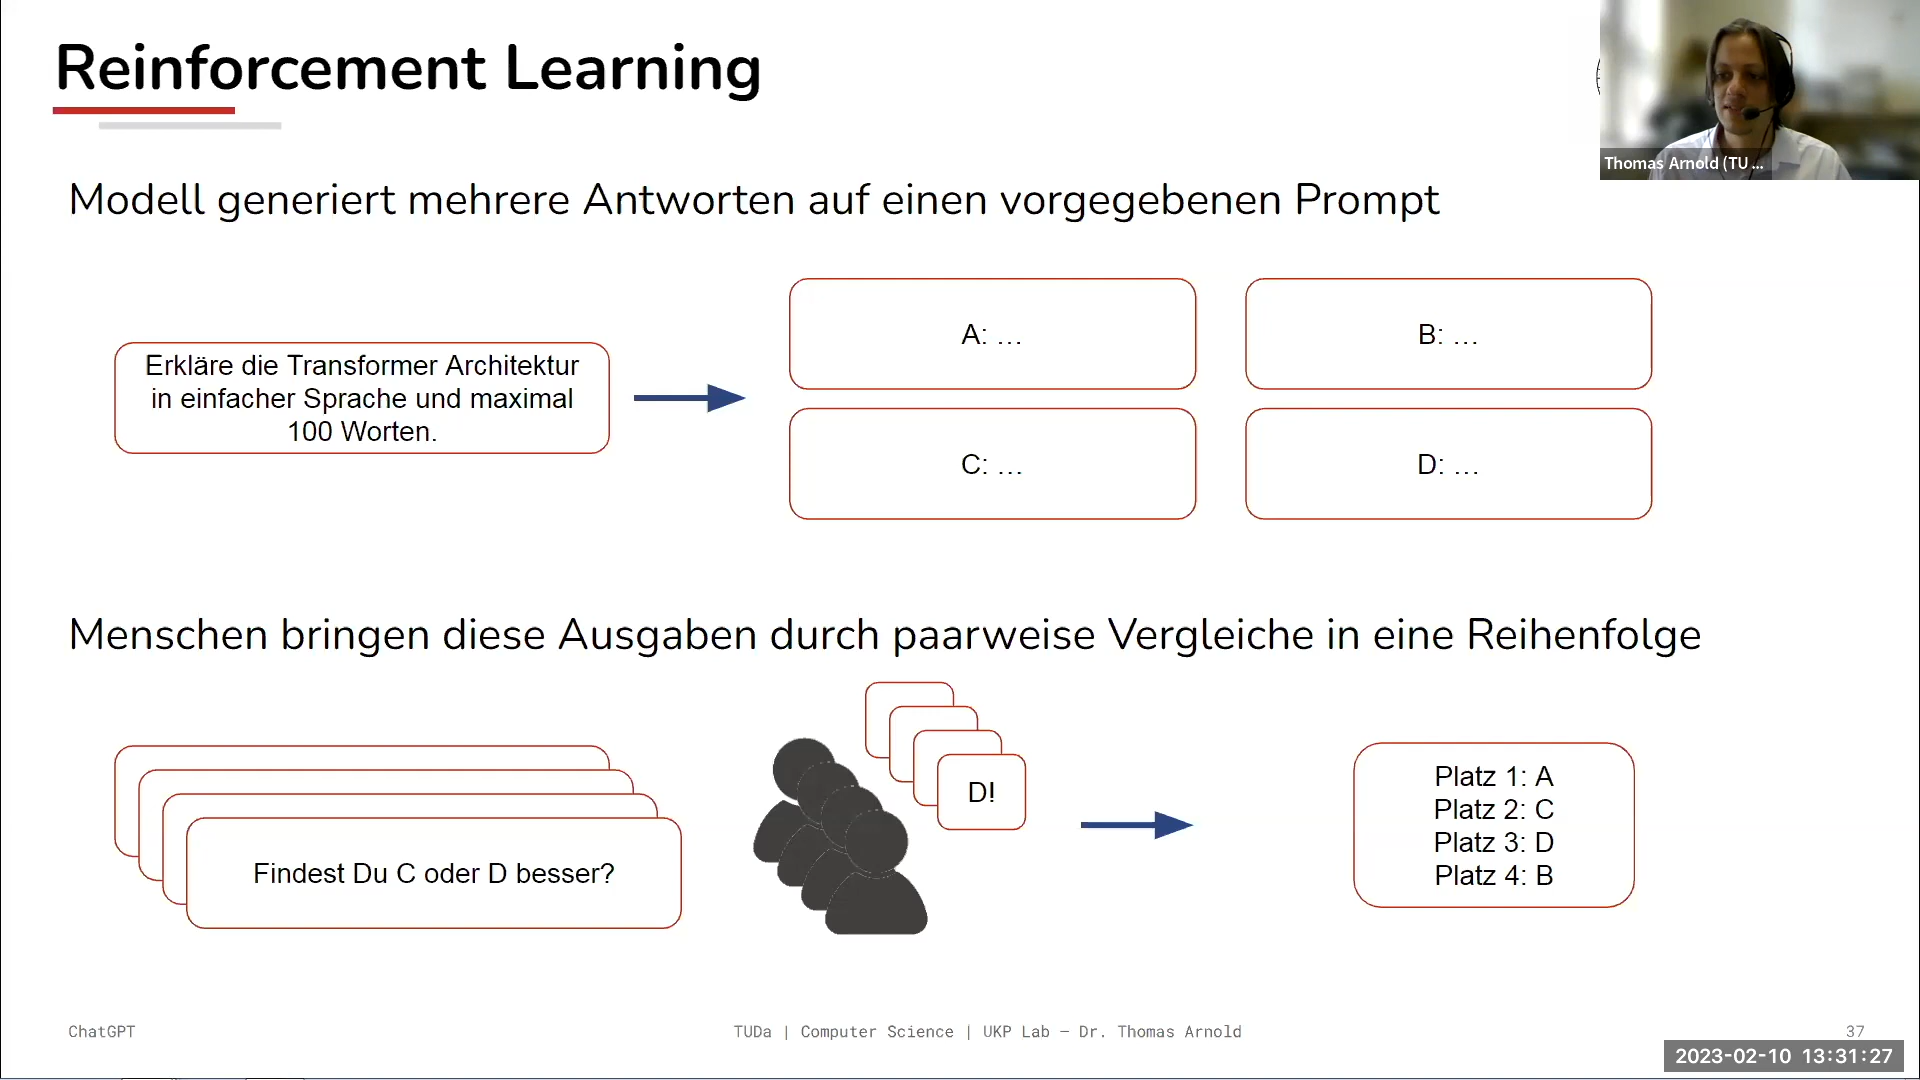 Reinforcement Learning
Thomas Arnold (TU ...
Modell generiert mehrere Antworten auf einen vorgegebenen Prompt
Erkläre die Transformer Architektur
in einfacher Sprache und maximal
100 Worten.
A: …
B: …
C: …
D: …
Menschen bringen diese Ausgaben durch paarweise Vergleiche in eine Reihenfolge
Findest Du C oder D besser?
D!
Platz 1: A
Platz 2: C
Platz 3: D
Platz 4: B
ChatGPT
TUDa | Computer Science | UKP Lab – Dr. Thomas Arnold
37
2023-02-10 13:31:27